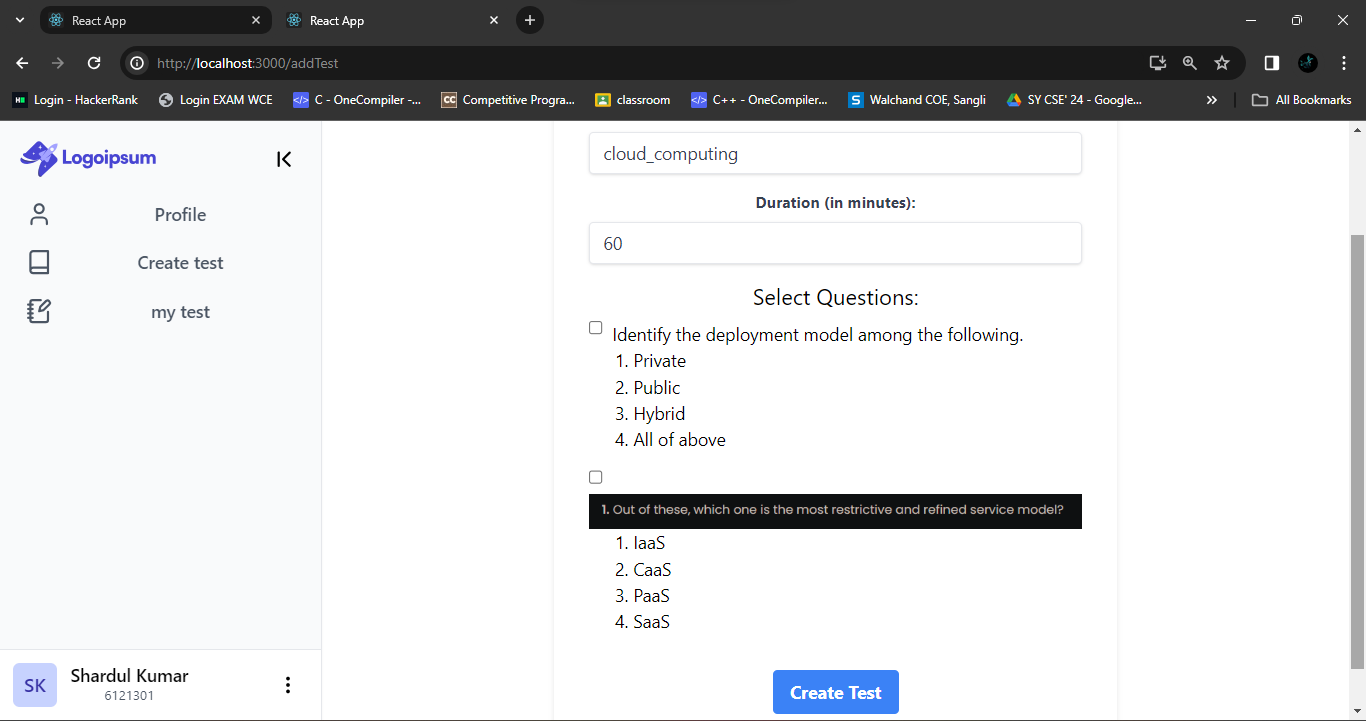 React App
React App
http://localhost:3000/addTest
Login - HackerRank
Login EXAM WCE
C - OneCompiler -...
CC
Competitive Progra...
classroom
C++ - OneCompiler...
S
Walchand COE, Sangli
SY CSE' 24 - Google...
»
All Bookmarks
Logoipsum
Profile
Create test
my test
SK
Shardul Kumar
6121301
cloud_computing
Duration (in minutes):
60
Select Questions:
Identify the deployment model among the following.
1. Private
2. Public
3. Hybrid
4. All of above
1. Out of these, which one is the most restrictive and refined service model?
1. IaaS
2. CaaS
3. PaaS
4. SaaS
Create Test